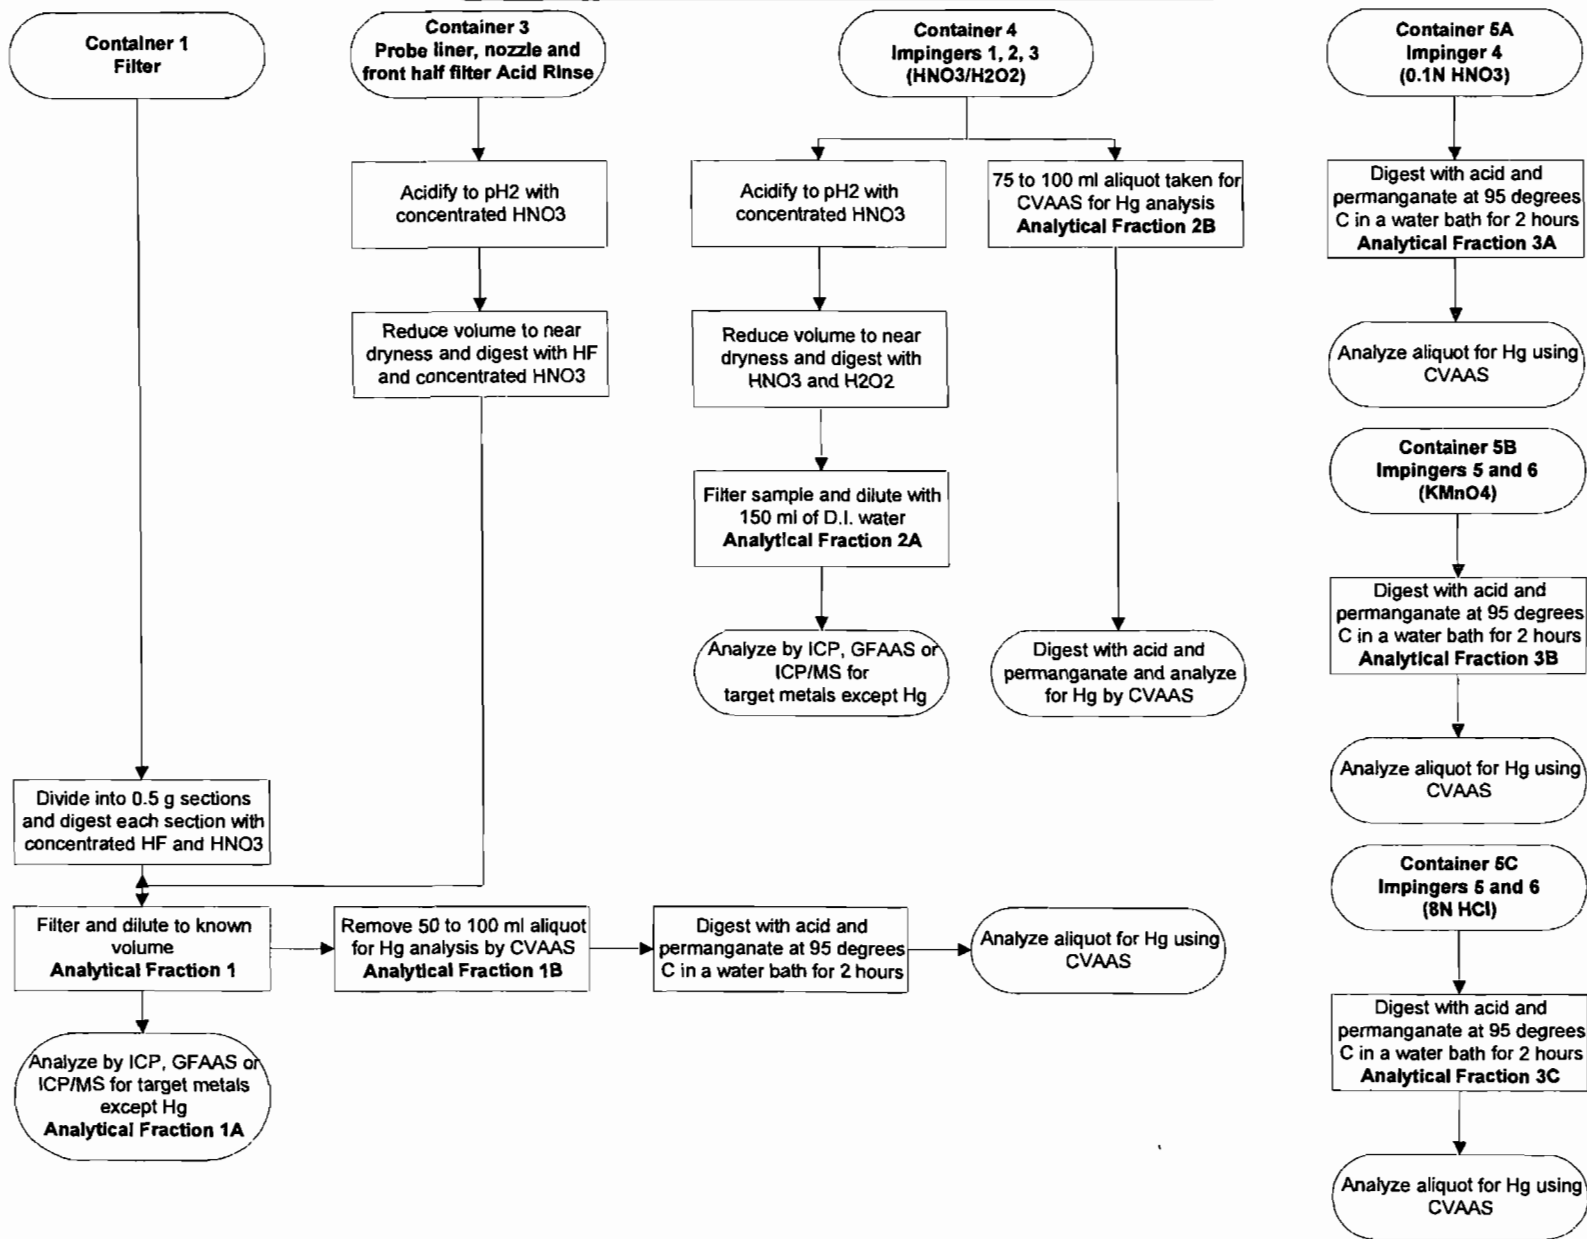 Container 1
Filter
Container 3
Probe liner, nozzle and
front half filter Acid Rinse
Container 4
Impingers 1, 2, 3
(HNO3/H2O2)
Container 5A
Impinger 4
(0.1N HNO3)
Acidify to pH2 with
concentrated HNO3
Acidify to pH2 with
concentrated HNO3
75 to 100 ml aliquot taken for
CVAAS for Hg analysis
Analytical Fraction 2B
Digest with acid and
permanganate at 95 degrees
C in a water bath for 2 hours
Analytical Fraction 3A
Reduce volume to near
dryness and digest with HF
and concentrated HNO3
Reduce volume to near
dryness and digest with
HNO3 and H2O2
Analyze aliquot for Hg using
CVAAS
Container 5B
Impingers 5 and 6
(KMnO4)
Filter sample and dilute with
150 ml of D.I. water
Analytical Fraction 2A
Digest with acid and
permanganate at 95 degrees
C in a water bath for 2 hours
Analytical Fraction 3B
Analyze by ICP, GFAAS or
ICP/MS for
target metals except Hg
Digest with acid and
permanganate and analyze
for Hg by CVAAS
Analyze aliquot for Hg using
CVAAS
Divide into 0.5 g sections
and digest each section with
concentrated HF and HNO3
Container 5C
Impingers 5 and 6
(8N HCl)
Filter and dilute to known
volume
Analytical Fraction 1
Remove 50 to 100 ml aliquot
for Hg analysis by CVAAS
Analytical Fraction 1B
Digest with acid and
permanganate at 95 degrees
C in a water bath for 2 hours
Analyze aliquot for Hg using
CVAAS
Digest with acid and
permanganate at 95 degrees
C in a water bath for 2 hours
Analytical Fraction 3C
Analyze by ICP, GFAAS or
ICP/MS for target metals
except Hg
Analytical Fraction 1A
Analyze aliquot for Hg using
CVAAS